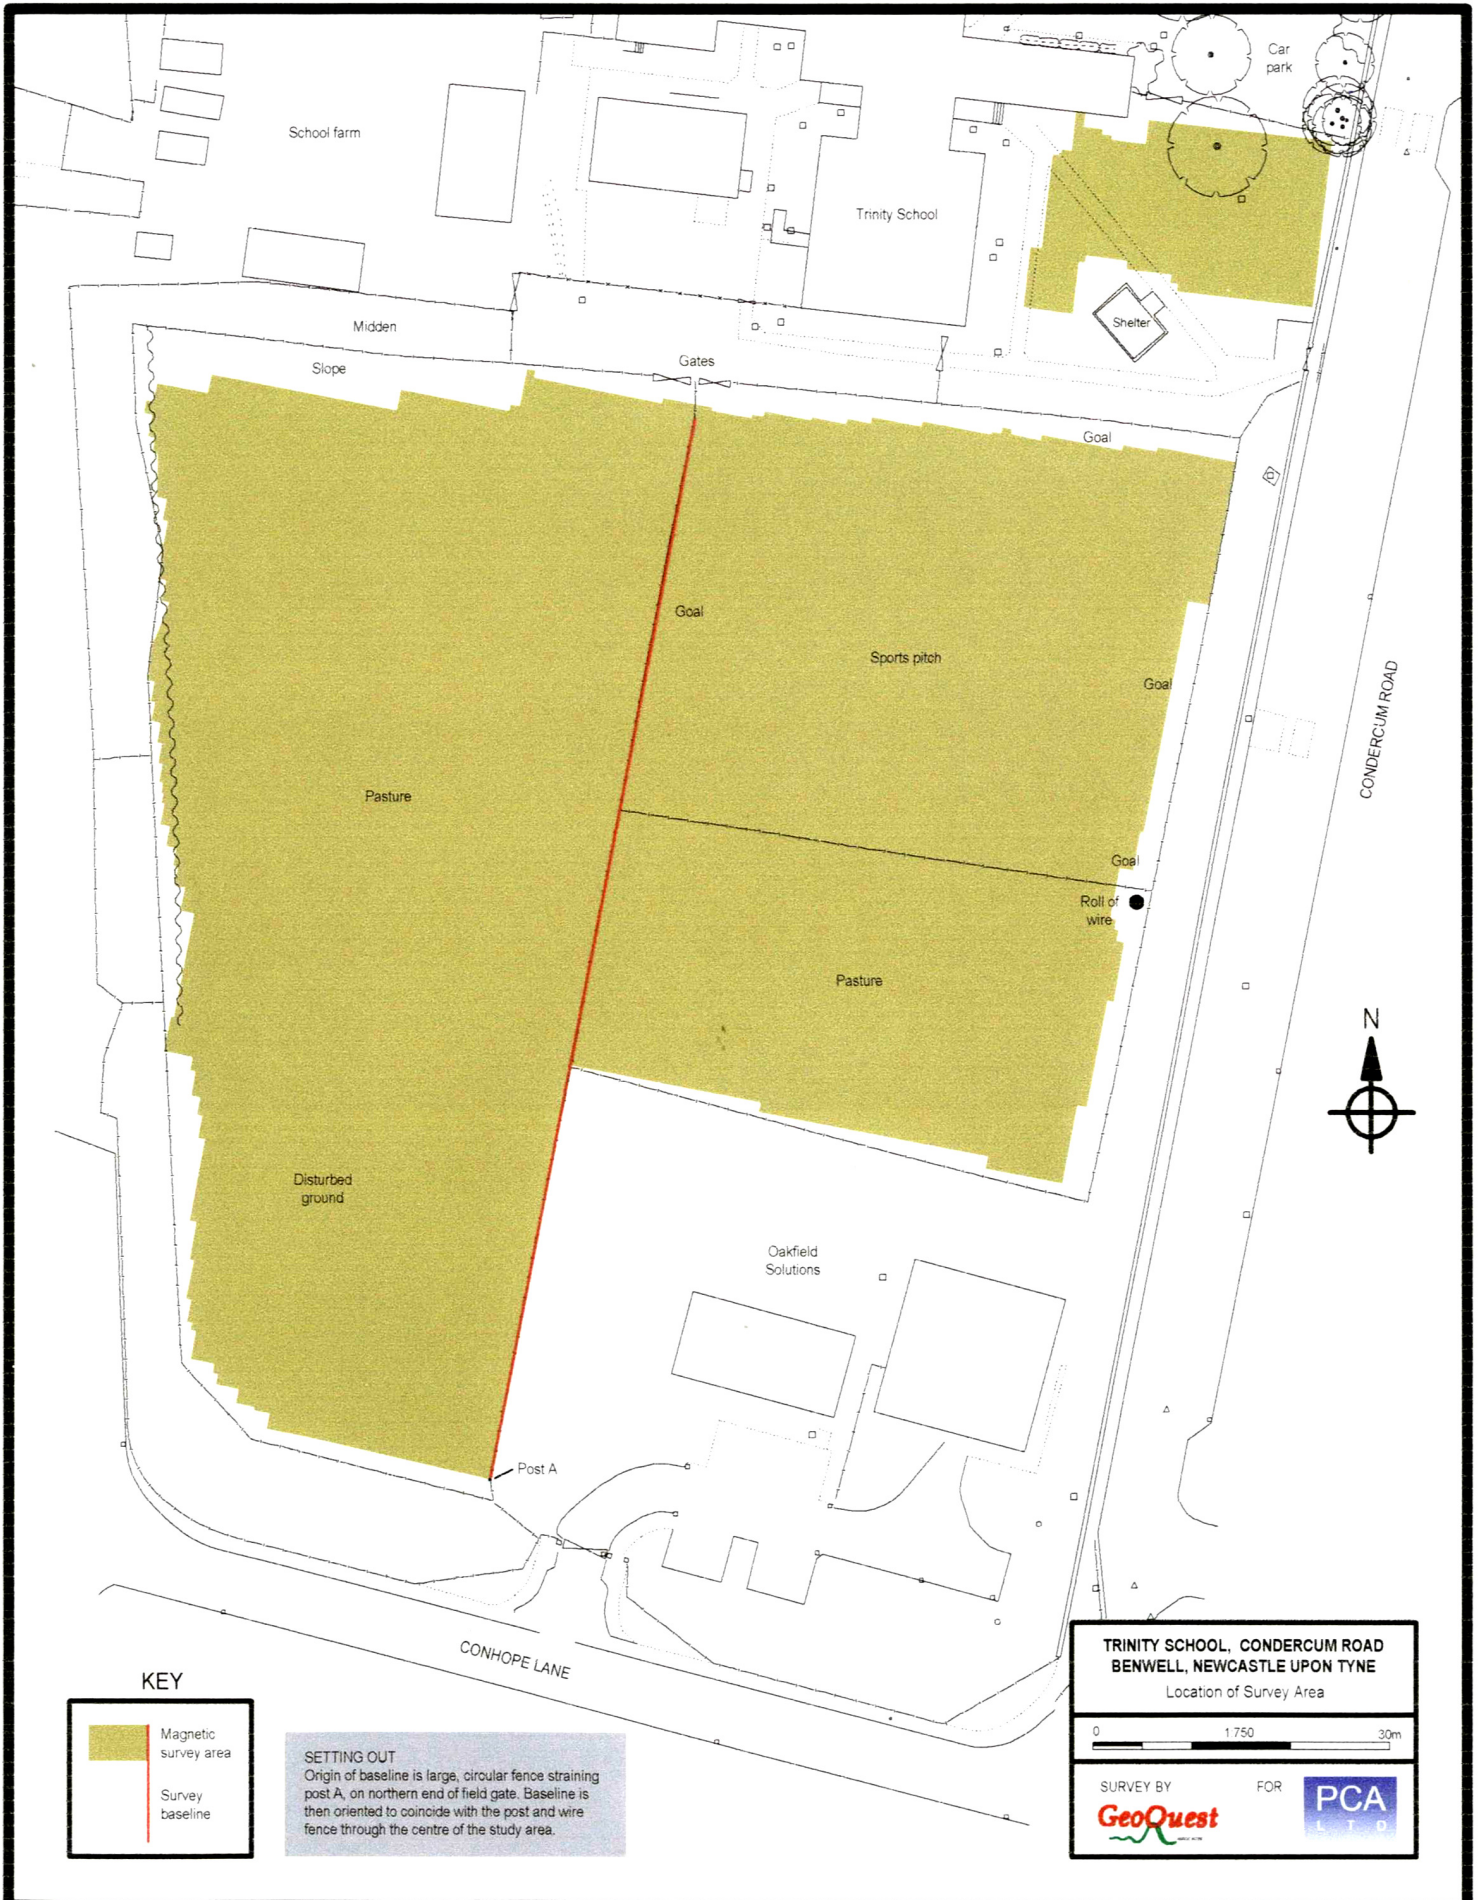 Car
park
School farm
Trinity School
Shelter
Midden
Slope
Gates
Goal
Goal
Sports pitch
Goal
CONDERCUM ROAD
Pasture
Goal
Roll of
wire
Pasture
N
Disturbed
ground
Oakfield
Solutions
Post A
CONHOPE LANE
KEY
Magnetic
survey area
Survey
baseline
SETTING OUT
Origin of baseline is large, circular fence straining
post A, on northern end of field gate. Baseline is
then oriented to coincide with the post and wire
fence through the centre of the study area.
TRINITY SCHOOL, CONDERCUM ROAD
BENWELL, NEWCASTLE UPON TYNE
Location of Survey Area
0 1:750 30m
SURVEY BY FOR
GeoQuest
PCA
LTD